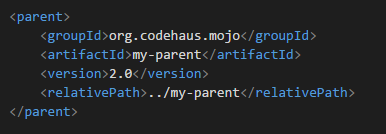 <parent>
    <groupId>org.codehaus.mojo</groupId>
    <artifactId>my-parent</artifactId>
    <version>2.0</version>
    <relativePath>../my-parent</relativePath>
</parent>